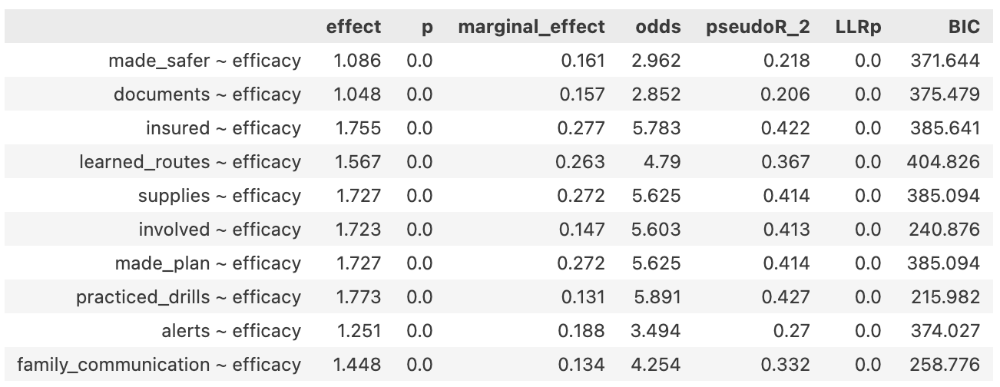 effect p marginal_effect odds pseudoR_2 LLRp BIC
made_safer ~ efficacy 1.086 0.0 0.161 2.962 0.218 0.0 371.644
documents ~ efficacy 1.048 0.0 0.157 2.852 0.206 0.0 375.479
insured ~ efficacy 1.755 0.0 0.277 5.783 0.422 0.0 385.641
learned_routes ~ efficacy 1.567 0.0 0.263 4.79 0.367 0.0 404.826
supplies ~ efficacy 1.727 0.0 0.272 5.625 0.414 0.0 385.094
involved ~ efficacy 1.723 0.0 0.147 5.603 0.413 0.0 240.876
made_plan ~ efficacy 1.727 0.0 0.272 5.625 0.414 0.0 385.094
practiced_drills ~ efficacy 1.773 0.0 0.131 5.891 0.427 0.0 215.982
alerts ~ efficacy 1.251 0.0 0.188 3.494 0.27 0.0 374.027
family_communication ~ efficacy 1.448 0.0 0.134 4.254 0.332 0.0 258.776